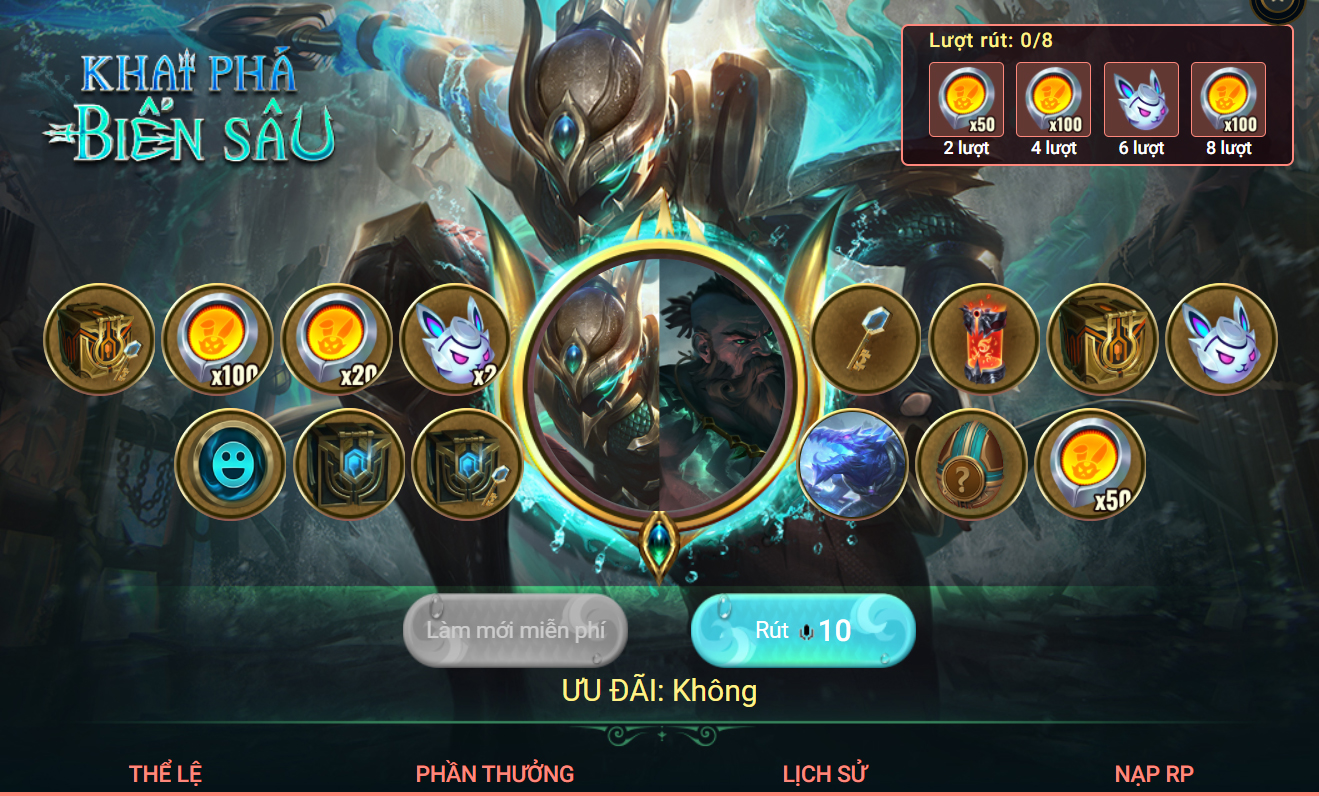 KHAI PHÁ
BIỂN SÂU
Lượt rút: 0/8
x50
x100
x100
2 lượt
4 lượt
6 lượt
8 lượt
x100
x20
x2
?
x50
Làm mới miễn phí
Rút 10
ƯU ĐÃI: Không
THỂ LỆ
PHẦN THƯỞNG
LỊCH SỬ
NẠP RP